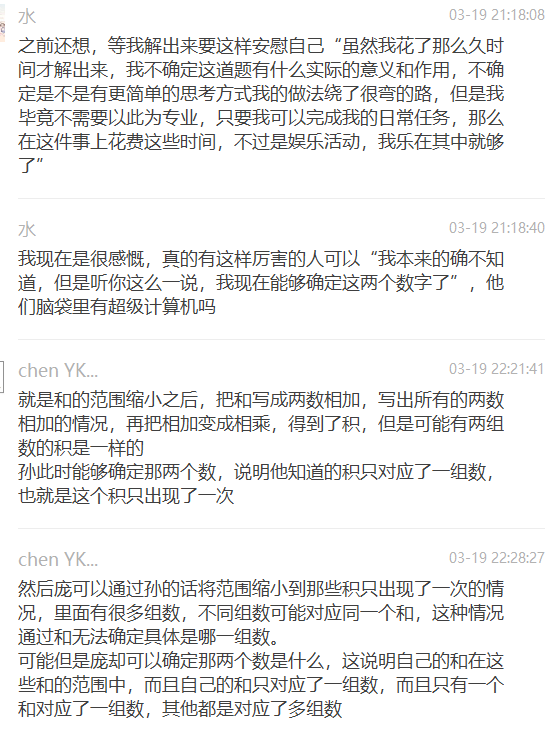 水
03-19 21:18:08
之前还想，等我解出来要这样安慰自己“虽然我花了那么久时
间才解出来，我不确定这道题有什么实际的意义和作用，不确
定是不是有更简单的思考方式我的做法绕了很弯的路，但是我
毕竟不需要以此为专业，只要我可以完成我的日常任务，那么
在这件事上花费这些时间，不过是娱乐活动，我乐在其中就够
了”
水
03-19 21:18:40
我现在是很感慨，真的有这样厉害的人可以“我本来的确不知
道，但是听你这么一说，我现在能够确定这两个数字了”，他
们脑袋里有超级计算机吗
chen YK...
03-19 22:21:41
就是和的范围缩小之后，把和写成两数相加，写出所有的两数
相加的情况，再把相加变成相乘，得到了积，但是可能有两组
数的积是一样的
孙此时能够确定那两个数，说明他知道的积只对应了一组数，
也就是这个积只出现了一次
chen YK...
03-19 22:28:27
然后庞可以通过孙的话将范围缩小到那些积只出现了一次的情
况，里面有很多组数，不同组数可能对应同一个和，这种情况
通过和无法确定具体是哪一组数。
可能但是庞却可以确定那两个数是什么，这说明自己的和在这
些和的范围中，而且自己的和只对应了一组数，而且只有一个
和对应了一组数，其他都是对应了多组数